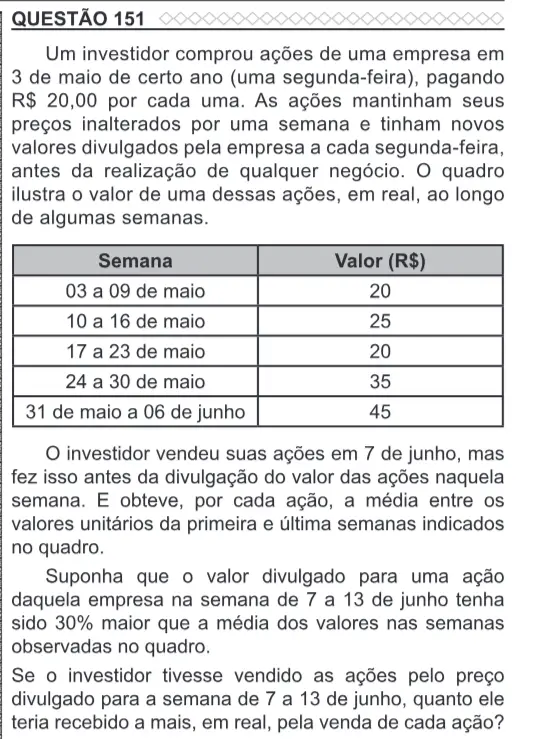 QUESTÃO 151
Um investidor comprou ações de uma empresa em
3 de maio de certo ano (uma segunda-feira), pagando
R$ 20,00 por cada uma. As ações mantinham seus
preços inalterados por uma semana e tinham novos
valores divulgados pela empresa a cada segunda-feira,
antes da realização de qualquer negócio. O quadro
ilustra o valor de uma dessas ações, em real, ao longo
de algumas semanas.
Semana Valor (R$)
03 a 09 de maio 20
10 a 16 de maio 25
17 a 23 de maio 20
24 a 30 de maio 35
31 de maio a 06 de junho 45
O investidor vendeu suas ações em 7 de junho, mas
fez isso antes da divulgação do valor das ações naquela
semana. E obteve, por cada ação, a média entre os
valores unitários da primeira e última semanas indicados
no quadro.
Suponha que o valor divulgado para uma ação
daquela empresa na semana de 7 a 13 de junho tenha
sido 30% maior que a média dos valores nas semanas
observadas no quadro.
Se o investidor tivesse vendido as ações pelo preço
divulgado para a semana de 7 a 13 de junho, quanto ele
teria recebido a mais, em real, pela venda de cada ação?